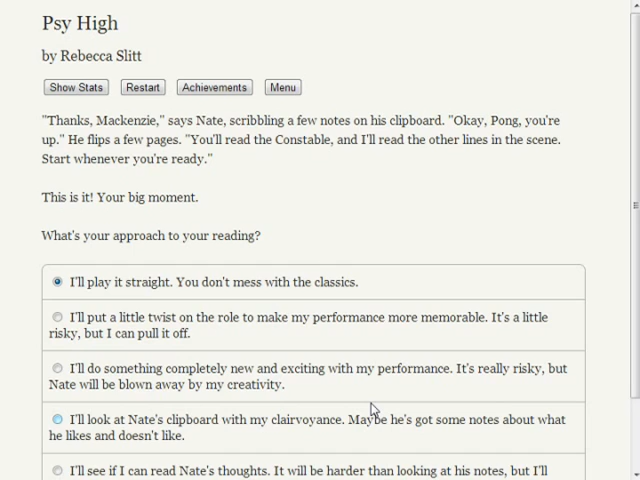 Psy High
by Rebecca Slitt
Show Stats
Restart
Achievements
Menu
"Thanks, Mackenzie," says Nate, scribbling a few notes on his clipboard. "Okay, Pong, you're
up." He flips a few pages. "You'll read the Constable, and I'll read the other lines in the scene.
Start whenever you're ready."
This is it! Your big moment.
What's your approach to your reading?
I'll play it straight. You don't mess with the classics.
I'll put a little twist on the role to make my performance more memorable. It's a little
risky, but I can pull it off.
I'll do something completely new and exciting with my performance. It's really risky, but
Nate will be blown away by my creativity.
I'll look at Nate's clipboard with my clairvoyance. Maybe he's got some notes about what
he likes and doesn't like.
I'll see if I can read Nate's thoughts. It will be harder than looking at his notes, but I'll